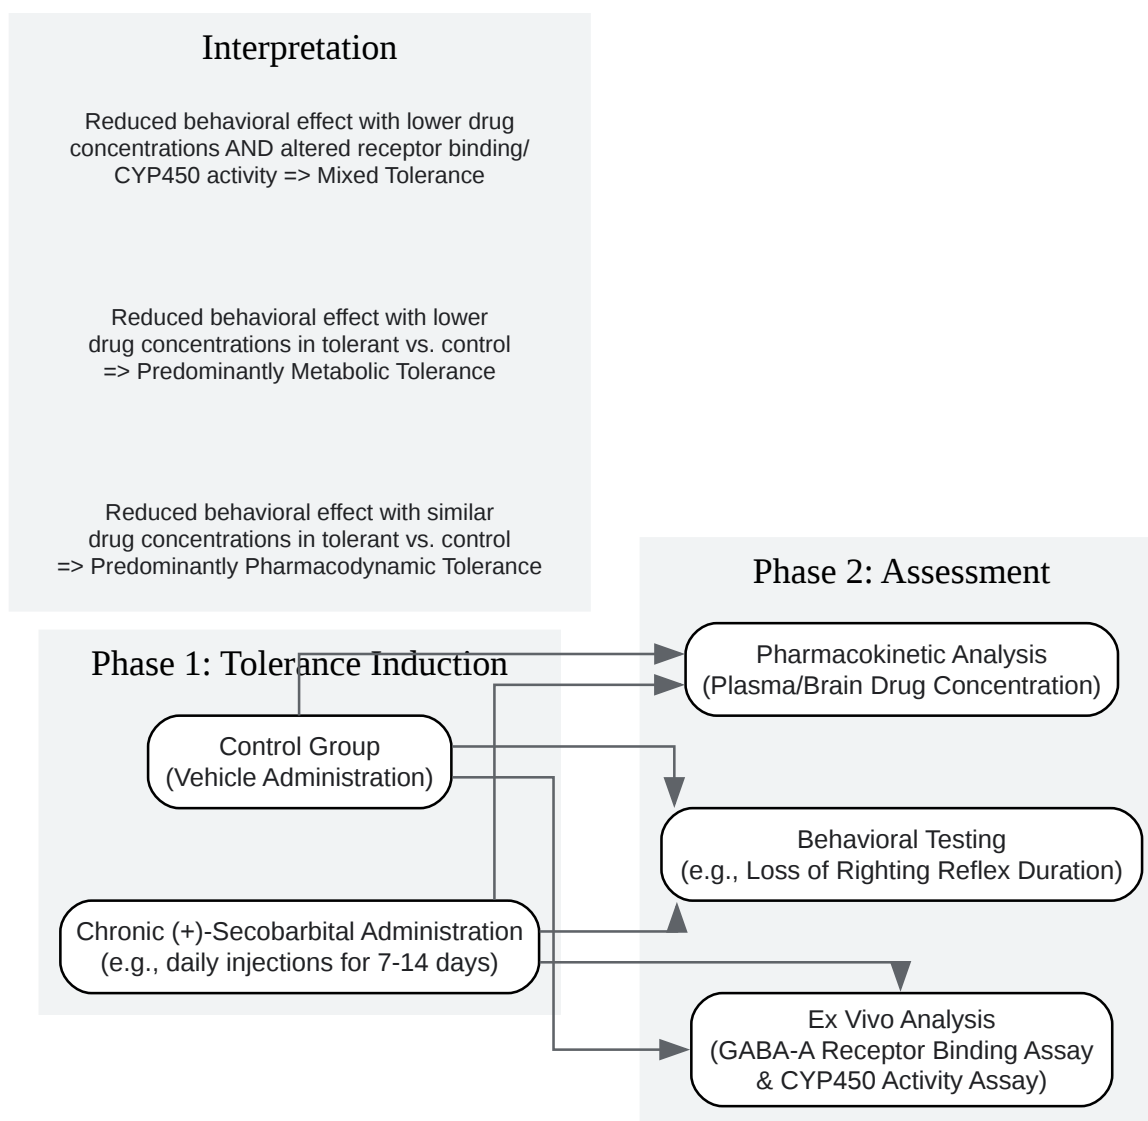 Interpretation
Reduced behavioral effect with lower drug
concentrations AND altered receptor binding/
CYP450 activity => Mixed Tolerance
Reduced behavioral effect with lower
drug concentrations in tolerant vs. control
=> Predominantly Metabolic Tolerance
Reduced behavioral effect with similar
drug concentrations in tolerant vs. control
=> Predominantly Pharmacodynamic Tolerance
Phase 1: Tolerance Induction
Control Group
(Vehicle Administration)
Chronic (+)-Secobarbital Administration
(e.g., daily injections for 7-14 days)
Phase 2: Assessment
Pharmacokinetic Analysis
(Plasma/Brain Drug Concentration)
Behavioral Testing
(e.g., Loss of Righting Reflex Duration)
Ex Vivo Analysis
(GABA-A Receptor Binding Assay
& CYP450 Activity Assay)